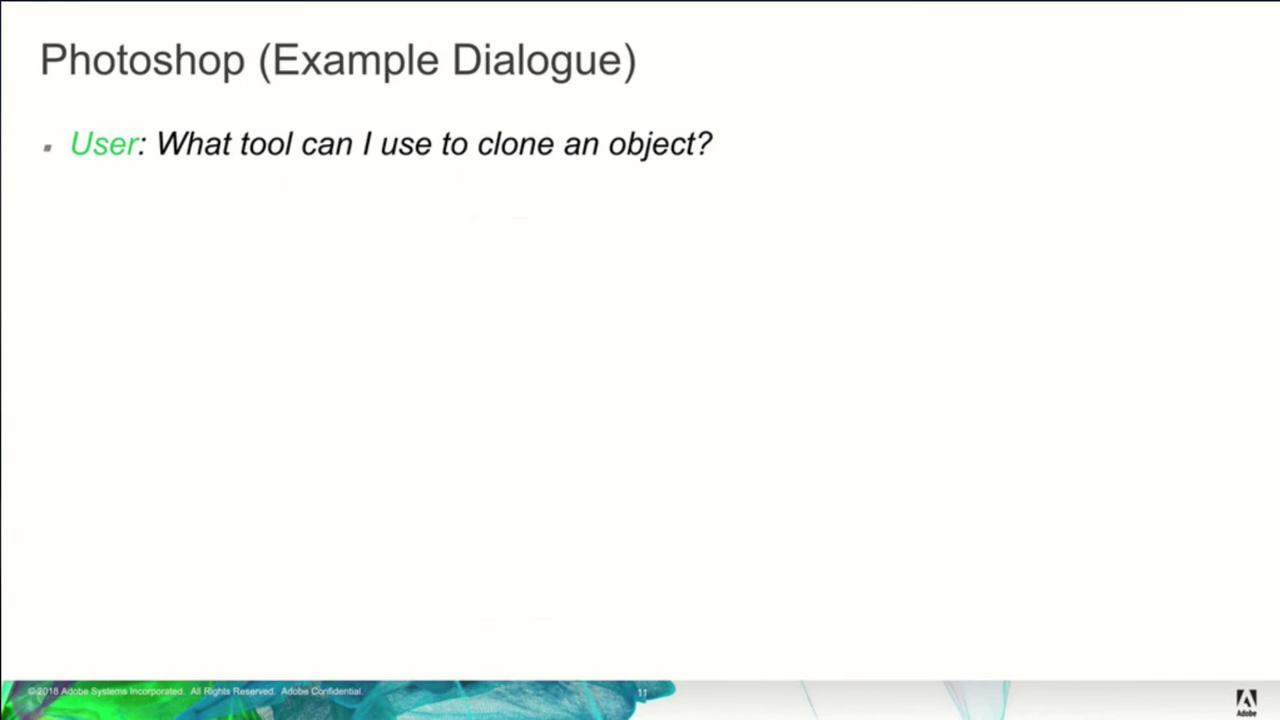 Photoshop (Example Dialogue)
User: What tool can I use to clone an object?
©2018 Adobe Systems Incorporated. All Rights Reserved. Adobe Confidential.
11
Adobe